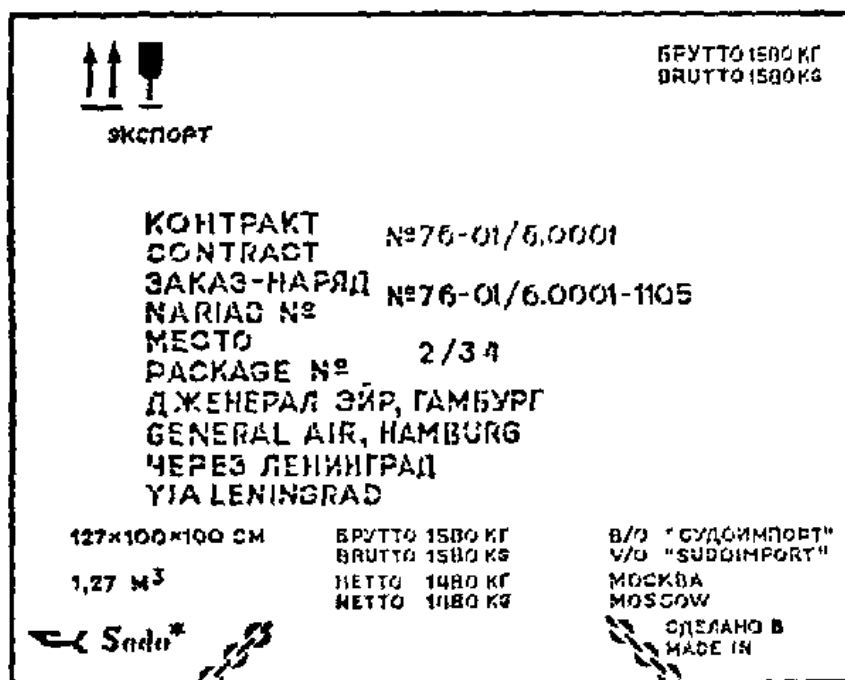 БРУТТО 1580 КГ
BRUTTO 1580 KG
ЭКСПОРТ
КОНТРАКТ
CONTRACT
№76-01/6.0001
ЗАКАЗ-НАРЯД
NARIAD №
№76-01/6.0001-1105
МЕСТО
PACKAGE №
2/34
ДЖЕНЕРАЛ ЭЙР, ГАМБУРГ
GENERAL AIR, HAMBURG
ЧЕРЕЗ ЛЕНИНГРАД
VIA LENINGRAD
127×100×100 СМ
1,27 М³
БРУТТО 1580 КГ
BRUTTO 1580 KG
НЕТТО 1480 КГ
NETTO 1480 KG
В/О "СУДОИМПОРТ"
V/O "SUDOIMPORT"
МОСКВА
MOSCOW
СДЕЛАНО В
MADE IN
Sudo*